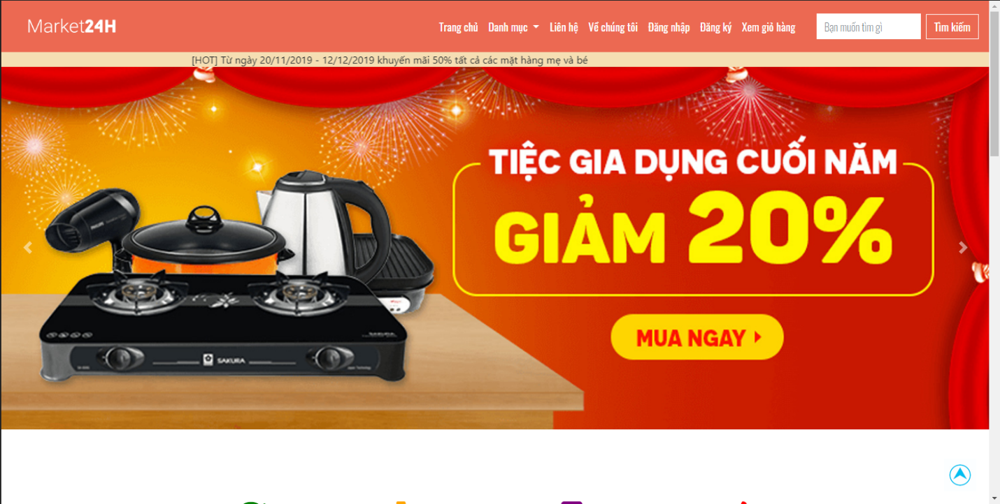 Market24H
Trang chủ Danh mục Liên hệ Về chúng tôi Đăng nhập Đăng ký Xem giỏ hàng Bạn muốn tìm gì Tìm kiếm
[HOT] Từ ngày 20/11/2019 - 12/12/2019 khuyến mãi 50% tất cả các mặt hàng mẹ và bé
TIỆC GIA DỤNG CUỐI NĂM
GIẢM 20%
MUA NGAY
PHILIPS
SAKURA
SAKURA